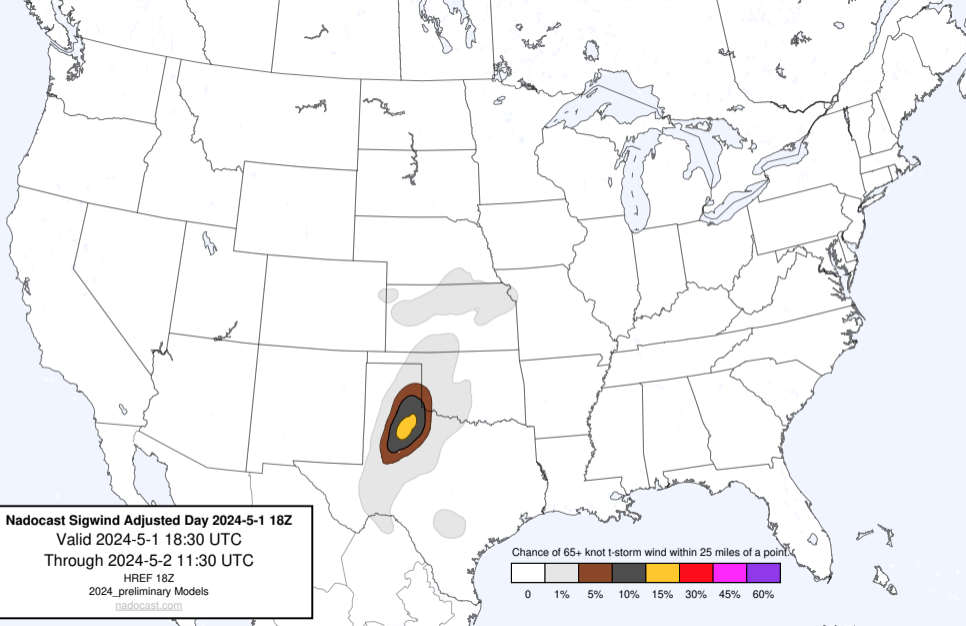 Nadocast Sigwind Adjusted Day 2024-5-1 18Z
Valid 2024-5-1 18:30 UTC
Through 2024-5-2 11:30 UTC
HREF 18Z
2024_preliminary Models
nadocast.com
Chance of 65+ knot t-storm wind within 25 miles of a point.
0 1% 5% 10% 15% 30% 45% 60%